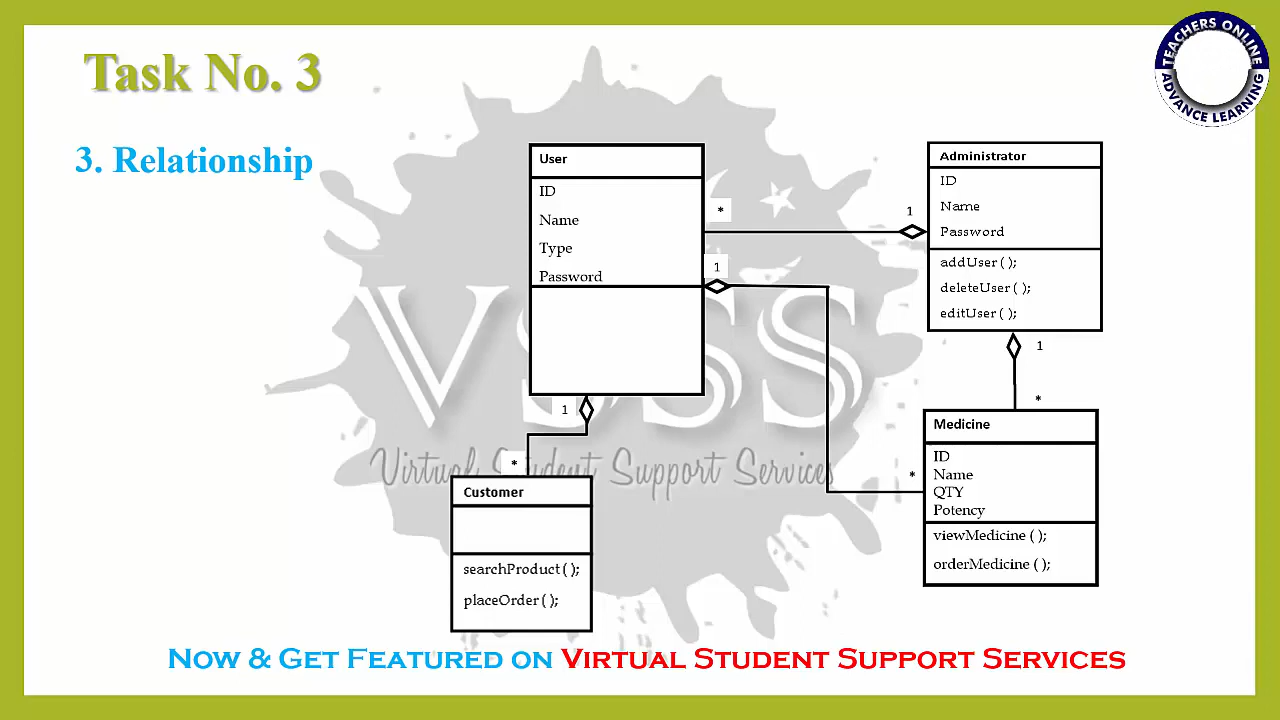 Task No. 3
TEACHERS ONLINE
ADVANCE LEARNING
3. Relationship
User
ID
Name
Type
Password
*
1
1
Administrator
ID
Name
Password
addUser ( );
deleteUser ( );
editUser ( );
1
*
1
*
Customer
searchProduct ( );
placeOrder ( );
*
Medicine
ID
Name
QTY
Potency
viewMedicine ( );
orderMedicine ( );
VSSS
Virtual Student Support Services
NOW & GET FEATURED ON VIRTUAL STUDENT SUPPORT SERVICES